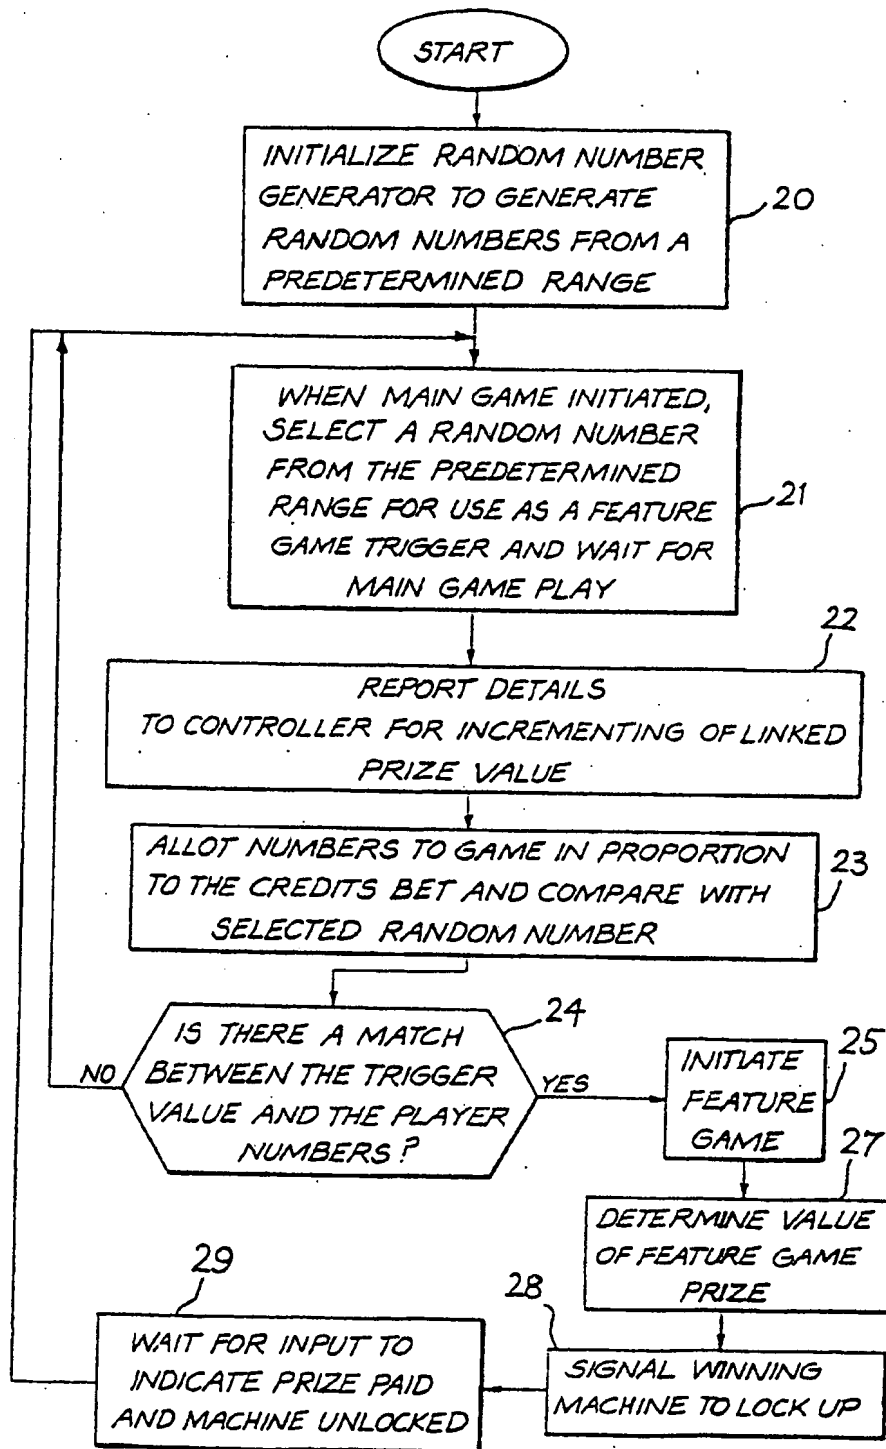 START
INITIALIZE RANDOM NUMBER
GENERATOR TO GENERATE
RANDOM NUMBERS FROM A
PREDETERMINED RANGE
20
WHEN MAIN GAME INITIATED,
SELECT A RANDOM NUMBER
FROM THE PREDETERMINED
RANGE FOR USE AS A FEATURE
GAME TRIGGER AND WAIT FOR
MAIN GAME PLAY
21
22
REPORT DETAILS
TO CONTROLLER FOR INCREMENTING OF LINKED
PRIZE VALUE
ALLOT NUMBERS TO GAME IN PROPORTION
TO THE CREDITS BET AND COMPARE WITH
SELECTED RANDOM NUMBER
23
24
IS THERE A MATCH
BETWEEN THE TRIGGER
VALUE AND THE PLAYER
NUMBERS?
NO
YES
INITIATE
FEATURE
GAME
25
27
DETERMINE VALUE
OF FEATURE GAME
PRIZE
28
SIGNAL WINNING
MACHINE TO LOCK UP
29
WAIT FOR INPUT TO
INDICATE PRIZE PAID
AND MACHINE UNLOCKED